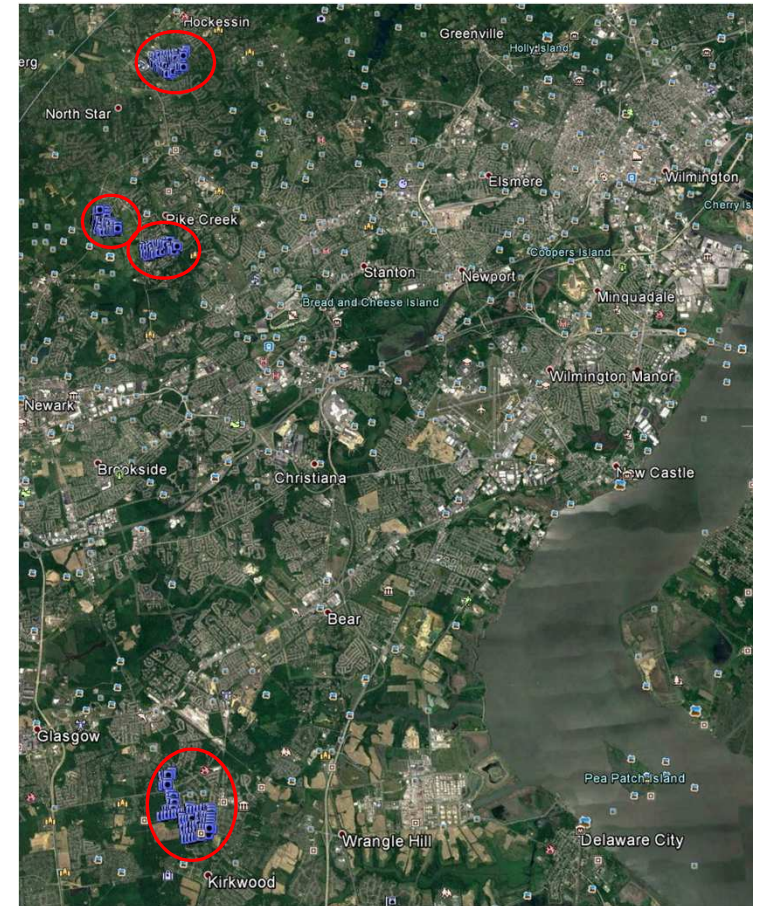 Hockessin
Greenville
Holly Island
erg
North Star
Elsmere
Wilmington
Cherry Is
Pike Creek
Coopers Island
Stanton
Newport
Minquadale
Bread and Cheese Island
Wilmington Manor
Newark
Brookside
Christiana
New Castle
Bear
Glasgow
Pea Patch Island
Wrangle Hill
Delaware City
Kirkwood